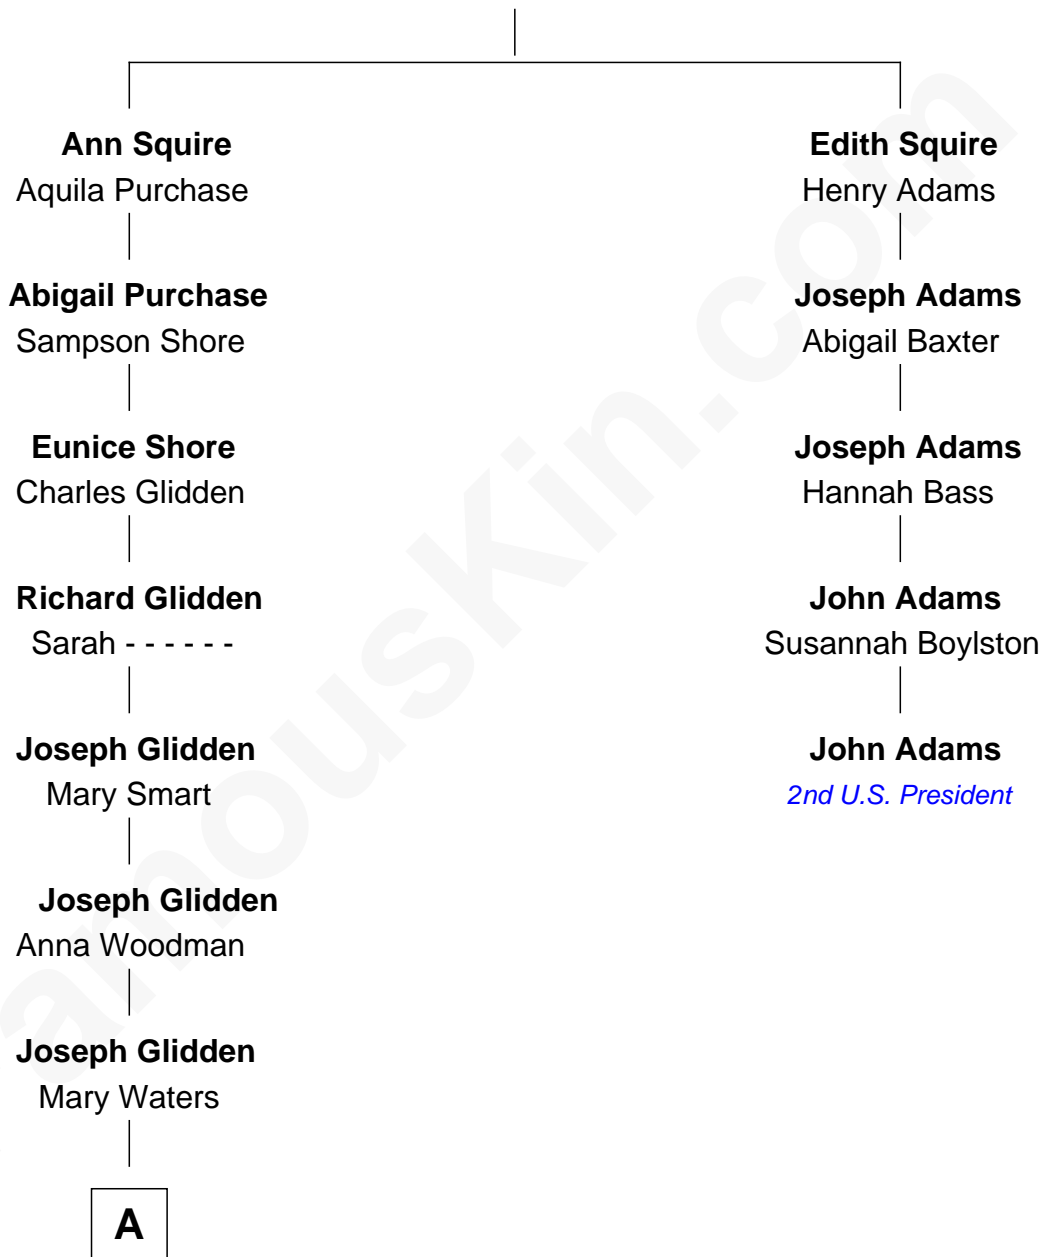 Ann Squire
Aquila Purchase
Abigail Purchase
Sampson Shore
Eunice Shore
Charles Glidden
Richard Glidden
Sarah - - - - - -
Joseph Glidden
Mary Smart
Joseph Glidden
Anna Woodman
Joseph Glidden
Mary Waters
A
Edith Squire
Henry Adams
Joseph Adams
Abigail Baxter
Joseph Adams
Hannah Bass
John Adams
Susannah Boylston
John Adams
2nd U.S. President
amouskin.com